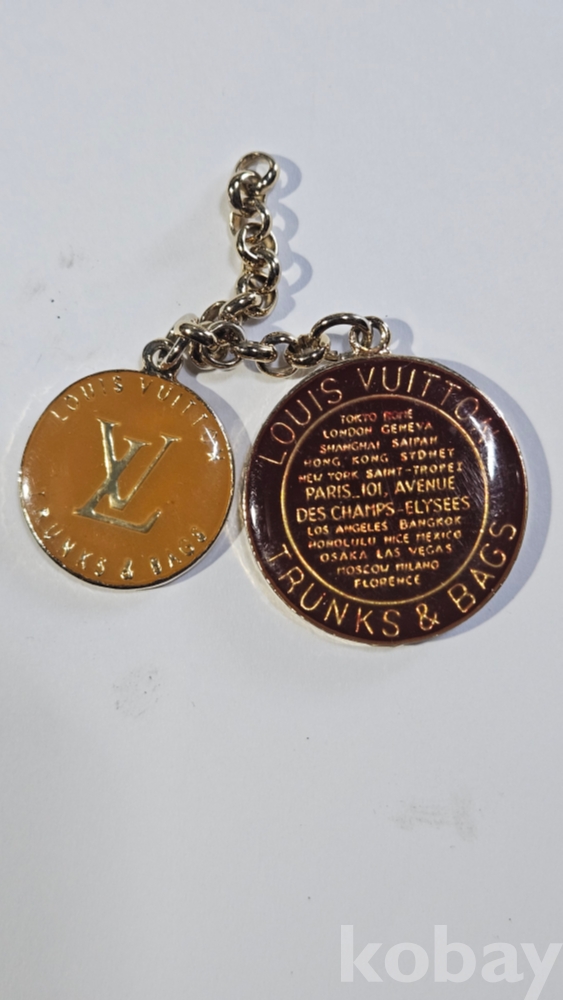 LOUIS VUITT
LV
TRUNKS & BAGS
LOUIS VUITTON
TOKYO ROME
LONDON GENEVA
SHANGHAI SAIPAN
HONG KONG SYDNEY
NEW YORK SAINT-TROPEZ
PARIS_101, AVENUE
DES CHAMPS-ELYSEES
LOS ANGELES BANGKOK
HONOLULU NICE MEXICO
OSAKA LAS VEGAS
MOSCOW MILANO
FLORENCE
TRUNKS & BAGS
kobay